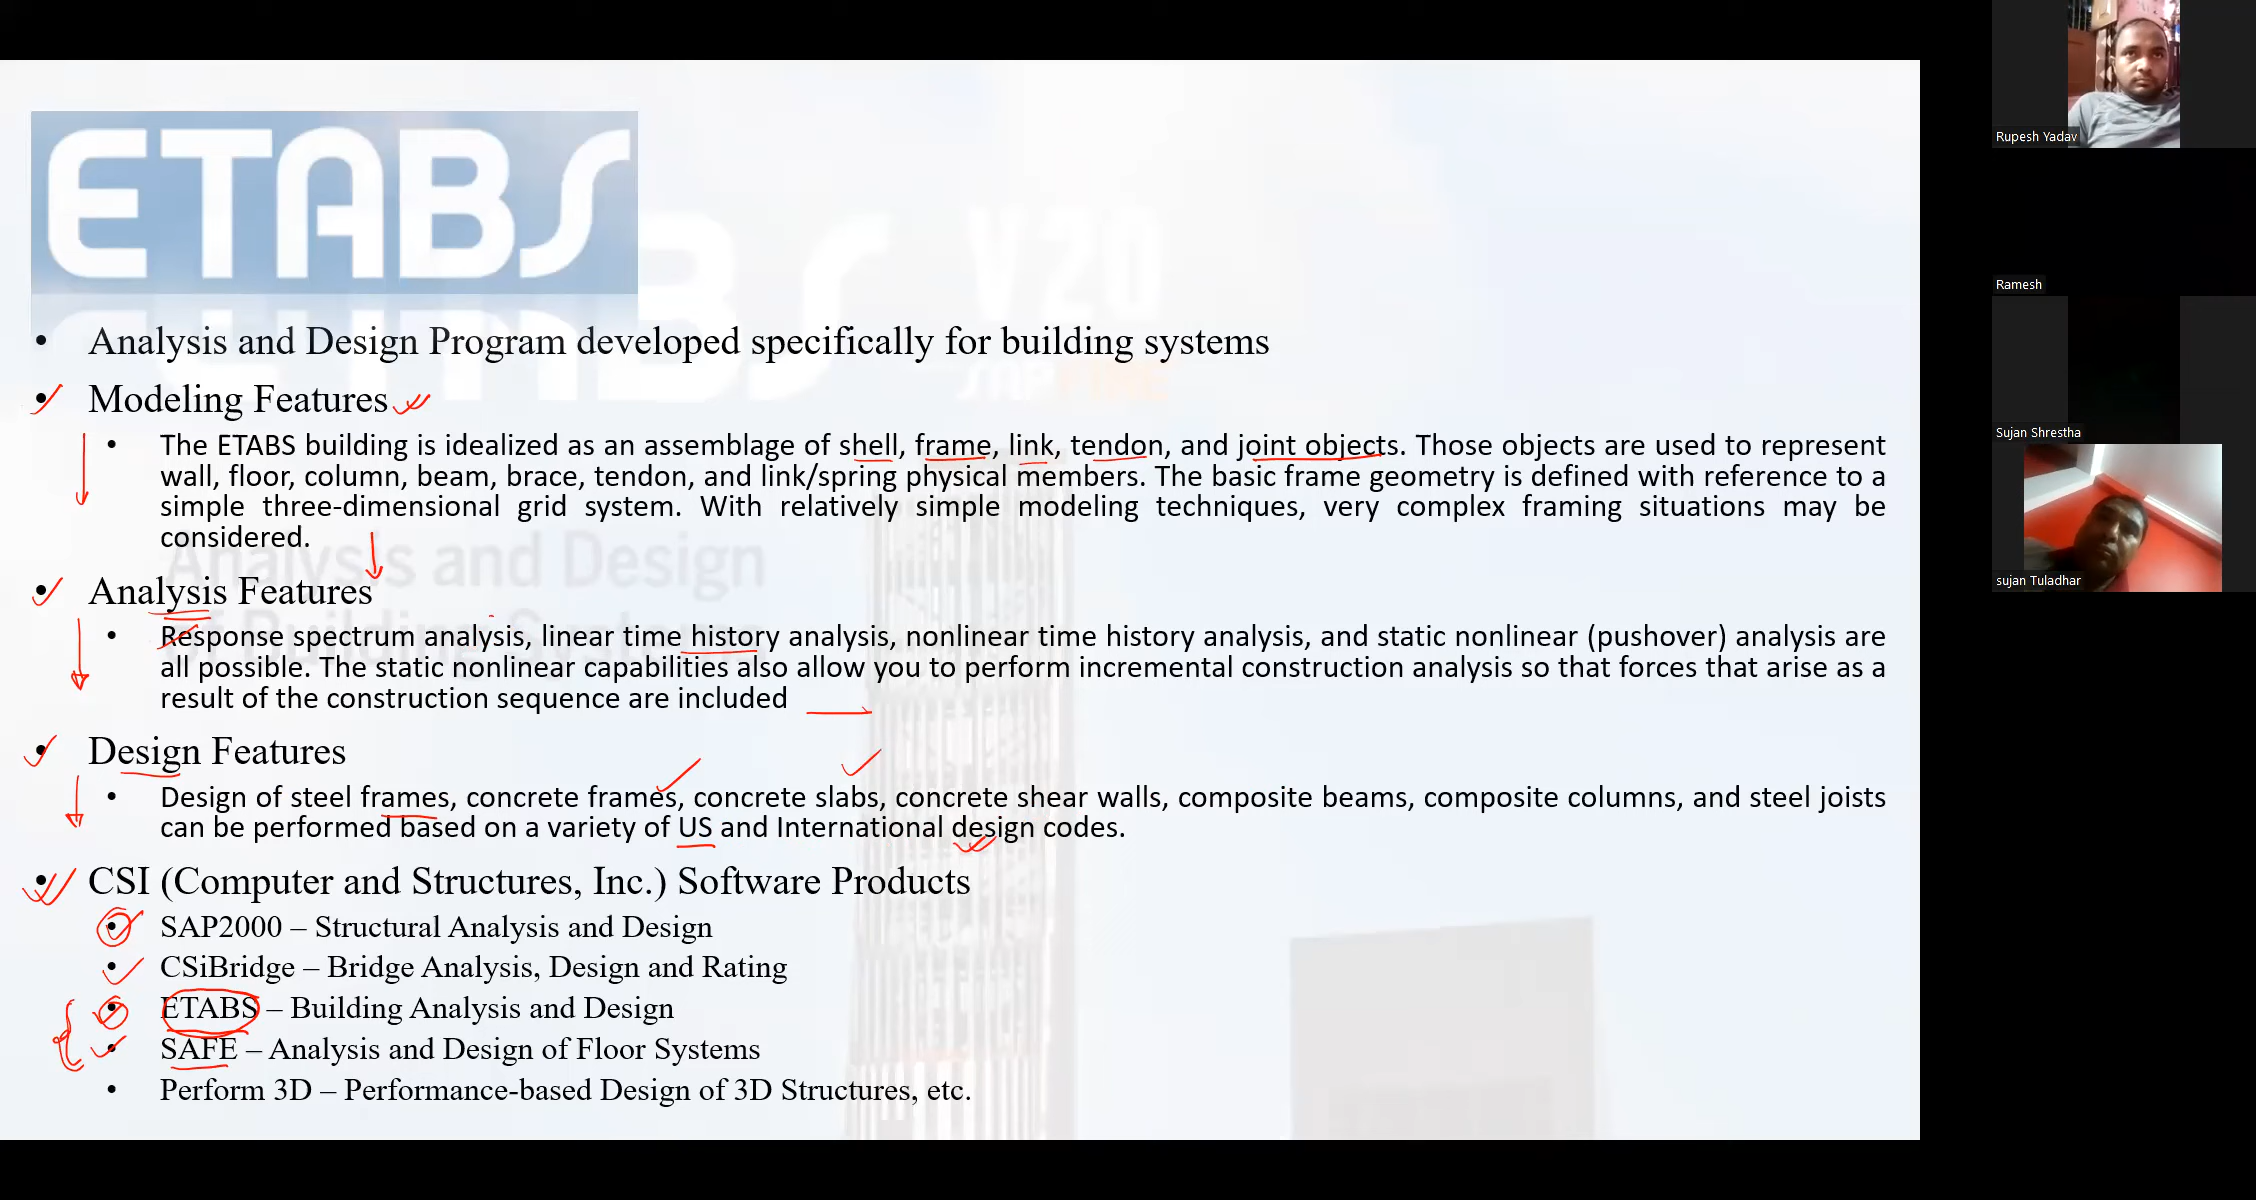 ETABS
V20
• Analysis and Design Program developed specifically for building systems
• Modeling Features
• The ETABS building is idealized as an assemblage of shell, frame, link, tendon, and joint objects. Those objects are used to represent
wall, floor, column, beam, brace, tendon, and link/spring physical members. The basic frame geometry is defined with reference to a
simple three-dimensional grid system. With relatively simple modeling techniques, very complex framing situations may be
considered.
Analysis and Design
of Building Systems
• Analysis Features
• Response spectrum analysis, linear time history analysis, nonlinear time history analysis, and static nonlinear (pushover) analysis are
all possible. The static nonlinear capabilities also allow you to perform incremental construction analysis so that forces that arise as a
result of the construction sequence are included
• Design Features
• Design of steel frames, concrete frames, concrete slabs, concrete shear walls, composite beams, composite columns, and steel joists
can be performed based on a variety of US and International design codes.
• CSI (Computer and Structures, Inc.) Software Products
• SAP2000 – Structural Analysis and Design
• CSiBridge – Bridge Analysis, Design and Rating
• ETABS – Building Analysis and Design
• SAFE – Analysis and Design of Floor Systems
• Perform 3D – Performance-based Design of 3D Structures, etc.
Rupesh Yadav
Ramesh
Sujan Shrestha
sujan Tuladhar